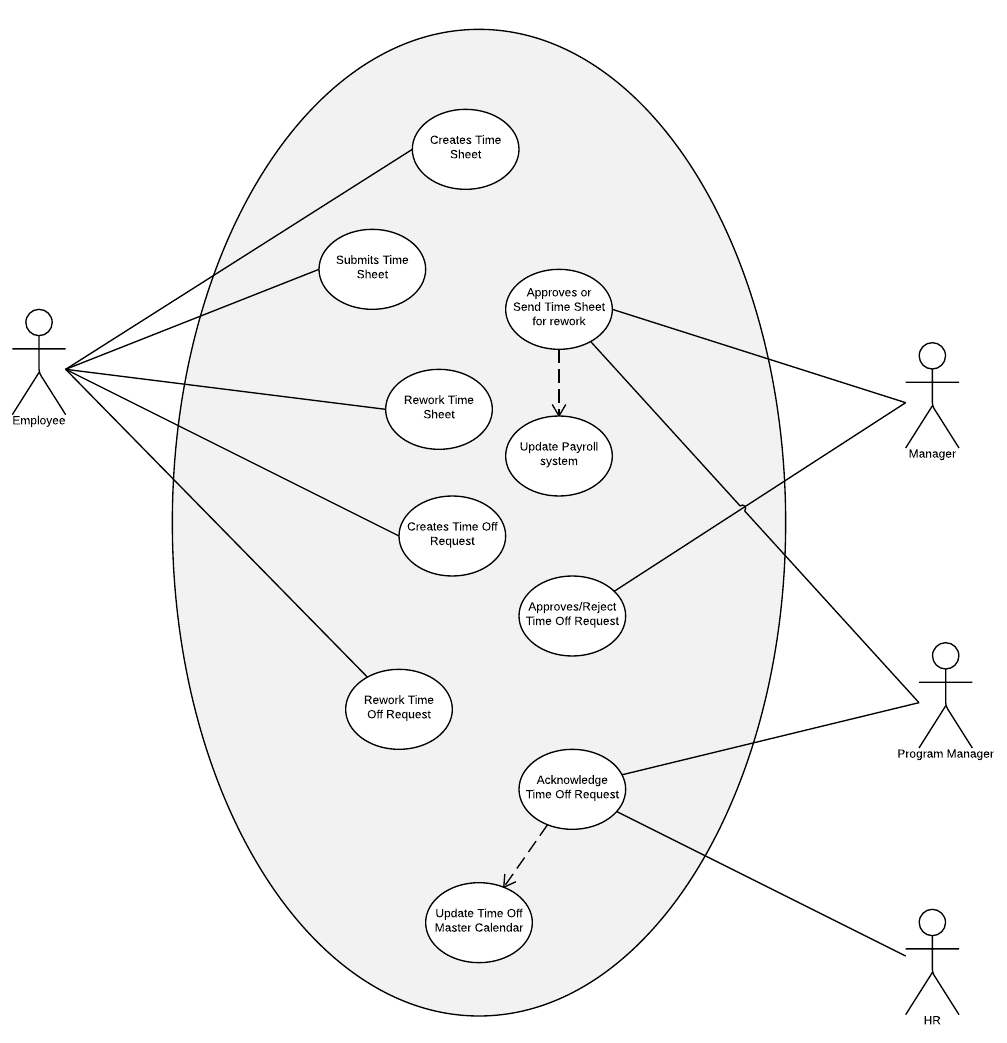 Creates Time
Sheet
Submits Time
Sheet
Approves or
Send Time Sheet
for rework
Employee
Rework Time
Sheet
Update Payroll
system
Manager
Creates Time Off
Request
Approves/Reject
Time Off Request
Rework Time
Off Request
Program Manager
Acknowledge
Time Off Request
Update Time Off
Master Calendar
HR